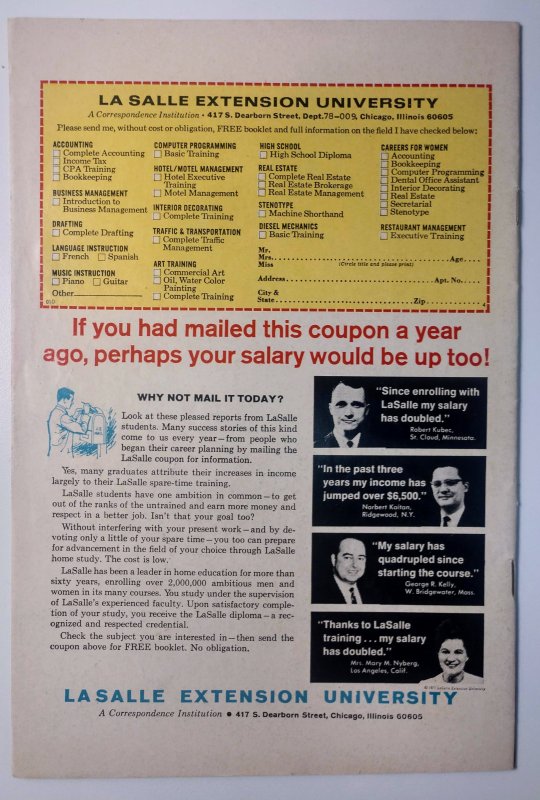 LA SALLE EXTENSION UNIVERSITY
A Correspondence Institution • 417 S. Dearborn Street, Dept. 78-009, Chicago, Illinois 60605
Please send me, without cost or obligation, FREE booklet and full information on the field I have checked below:
ACCOUNTING
Complete Accounting
Income Tax
CPA Training
Bookkeeping
BUSINESS MANAGEMENT
Introduction to
Business Management
DRAFTING
Complete Drafting
LANGUAGE INSTRUCTION
French Spanish
MUSIC INSTRUCTION
Piano Guitar
Other
COMPUTER PROGRAMMING
Basic Training
HOTEL/MOTEL MANAGEMENT
Hotel Executive
Training
Motel Management
INTERIOR DECORATING
Complete Training
TRAFFIC & TRANSPORTATION
Complete Traffic
Management
ART TRAINING
Commercial Art
Oil, Water Color
Painting
Complete Training
HIGH SCHOOL
High School Diploma
REAL ESTATE
Complete Real Estate
Real Estate Brokerage
Real Estate Management
STENOTYPE
Machine Shorthand
DIESEL MECHANICS
Basic Training
CAREERS FOR WOMEN
Accounting
Bookkeeping
Computer Programming
Dental Office Assistant
Interior Decorating
Real Estate
Secretarial
Stenotype
RESTAURANT MANAGEMENT
Executive Training
Mr.
Mrs. Age
Miss (Circle title and please print)
Address Apt. No.
City &
State Zip
If you had mailed this coupon a year
ago, perhaps your salary would be up too!
WHY NOT MAIL IT TODAY?
Look at these pleased reports from LaSalle
students. Many success stories of this kind
come to us every year—from people who
began their career planning by mailing the
LaSalle coupon for information.
Yes, many graduates attribute their increases in income
largely to their LaSalle spare-time training.
LaSalle students have one ambition in common—to get
out of the ranks of the untrained and earn more money and
respect in a better job. Isn't that your goal too?
Without interfering with your present work—and by de-
voting only a little of your spare time—you too can prepare
for advancement in the field of your choice through LaSalle
home study. The cost is low.
LaSalle has been a leader in home education for more than
sixty years, enrolling over 2,000,000 ambitious men and
women in its many courses. You study under the supervision
of LaSalle's experienced faculty. Upon satisfactory comple-
tion of your study, you receive the LaSalle diploma—a rec-
ognized and respected credential.
Check the subject you are interested in—then send the
coupon above for FREE booklet. No obligation.
"Since enrolling with
LaSalle my salary
has doubled."
Robert Kubec,
St. Cloud, Minnesota.
"In the past three
years my income has
jumped over $6,500."
Norbert Kaitan,
Ridgewood, N.Y.
"My salary has
quadrupled since
starting the course."
George R. Kelly,
W. Bridgewater, Mass.
"Thanks to LaSalle
training . . . my salary
has doubled."
Mrs. Mary M. Nyberg,
Los Angeles, Calif.
LaSalle Extension University
LA SALLE EXTENSION UNIVERSITY
A Correspondence Institution • 417 S. Dearborn Street, Chicago, Illinois 60605